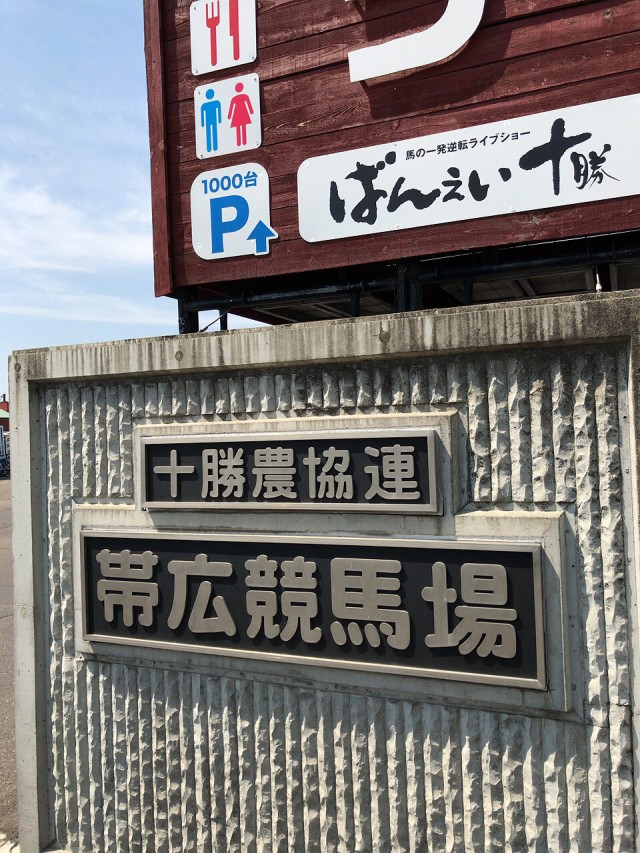 1000台
P
馬の一発逆転ライブショー
ばんえい十勝
十勝農協連
帯広競馬場